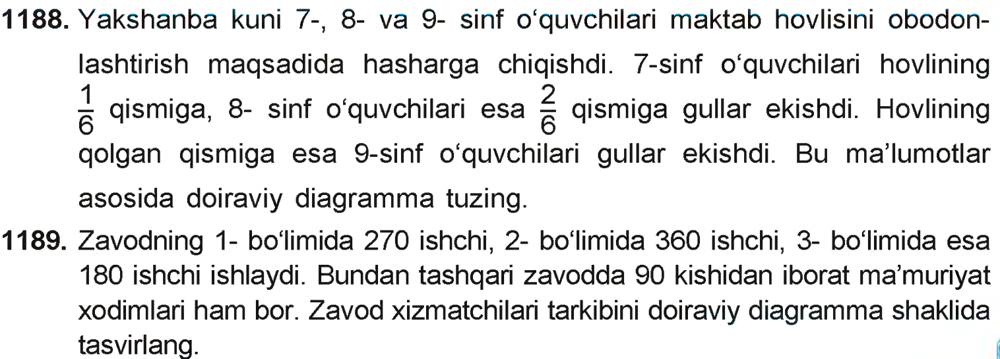 1188. Yakshanba kuni 7-, 8- va 9- sinf o‘quvchilari maktab hovlisini obodon-
lashtirish maqsadida hasharga chiqishdi. 7-sinf o‘quvchilari hovlining
1/6 qismiga, 8- sinf o‘quvchilari esa 2/6 qismiga gullar ekishdi. Hovlining
qolgan qismiga esa 9-sinf o‘quvchilari gullar ekishdi. Bu ma’lumotlar
asosida doiraviy diagramma tuzing.
1189. Zavodning 1- bo‘limida 270 ishchi, 2- bo‘limida 360 ishchi, 3- bo‘limida esa
180 ishchi ishlaydi. Bundan tashqari zavodda 90 kishidan iborat ma’muriyat
xodimlari ham bor. Zavod xizmatchilari tarkibini doiraviy diagramma shaklida
tasvirlang.